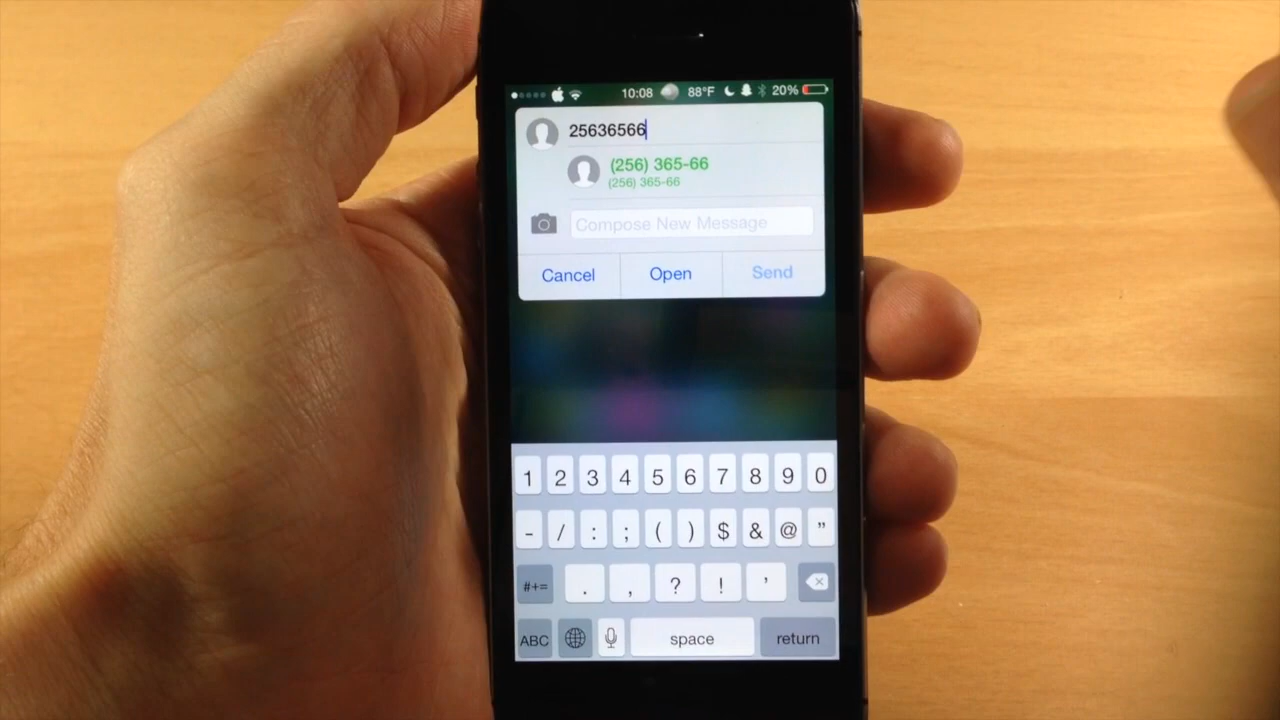 10:08 88°F 20%
25636566
(256) 365-66
(256) 365-66
Compose New Message
Cancel Open Send
1 2 3 4 5 6 7 8 9 0
- / : ; ( ) $ & @ "
#+= . , ? ! '
ABC space return